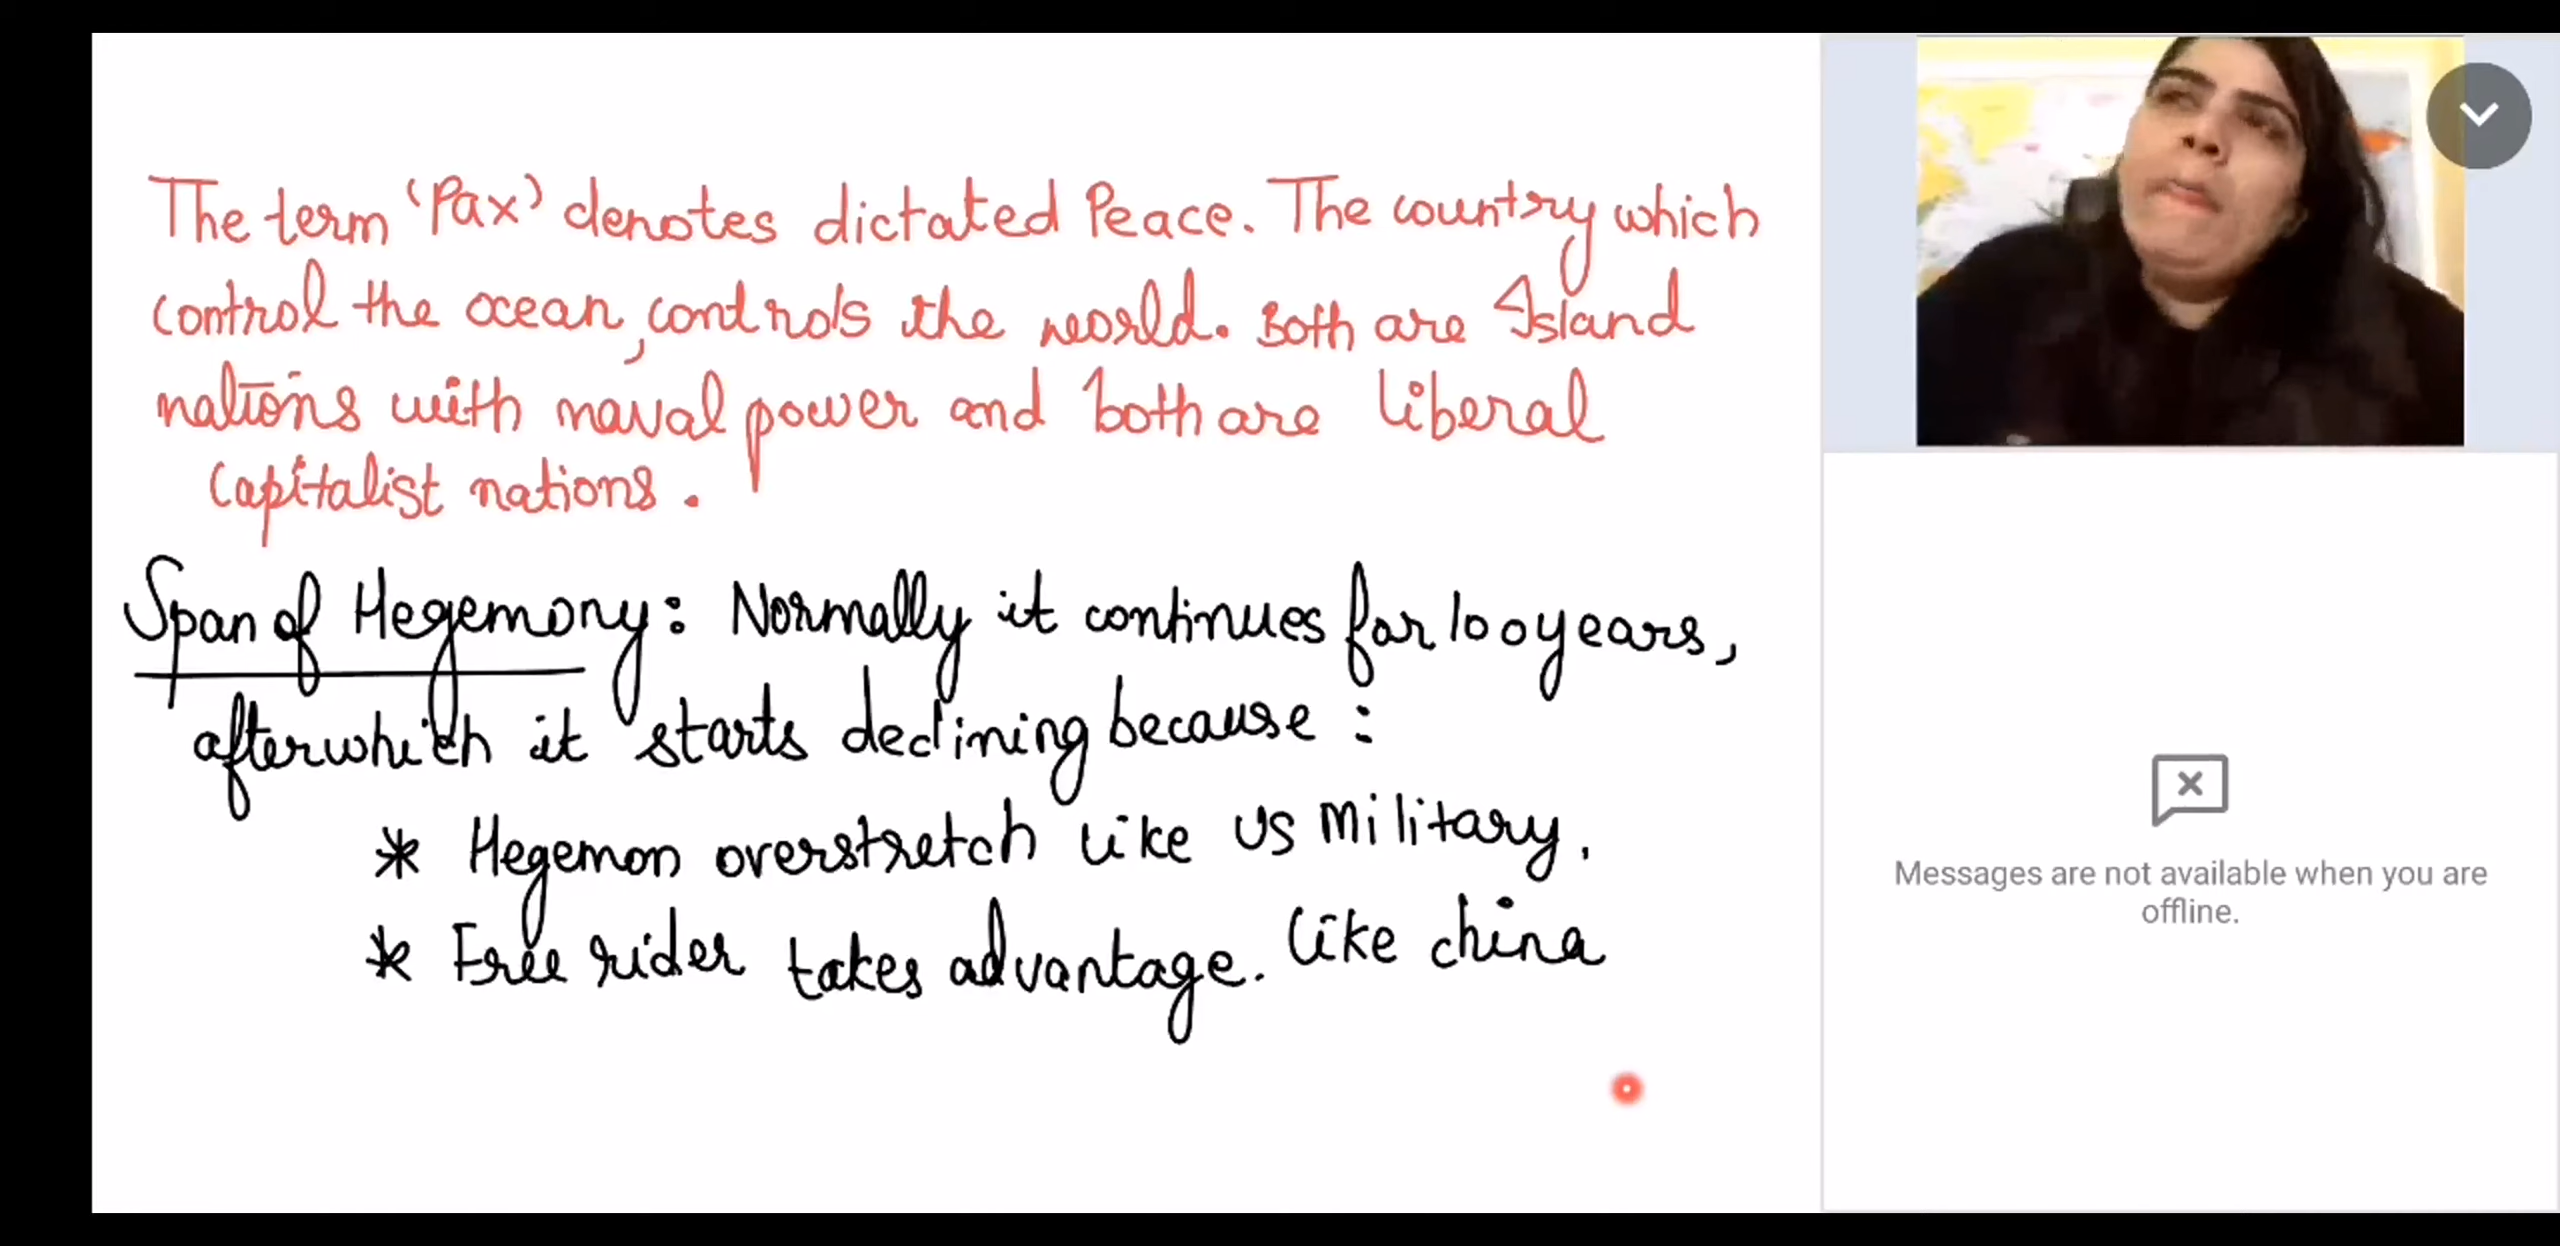 The term 'Pax' denotes dictated Peace. The country which
control the ocean, controls the world. Both are Island
nations with naval power and both are liberal
capitalist nations.
Span of Hegemony: Normally it continues for 100 years,
after which it starts declining because :
* Hegemon overstretch like US military.
* Free rider takes advantage. like china
Messages are not available when you are
offline.